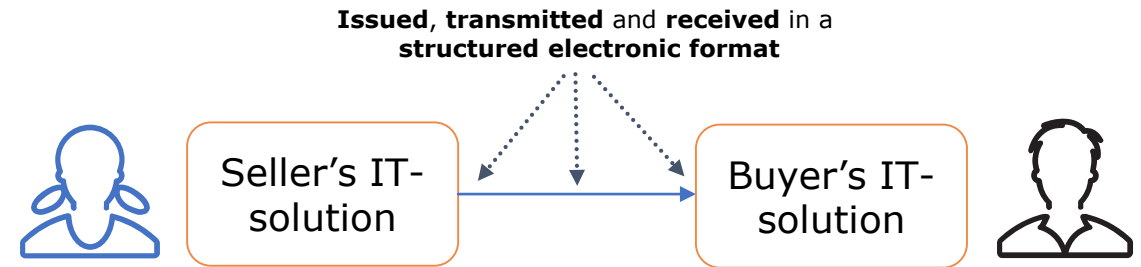 Issued, transmitted and received in a
structured electronic format
Seller’s IT-
solution
Buyer’s IT-
solution